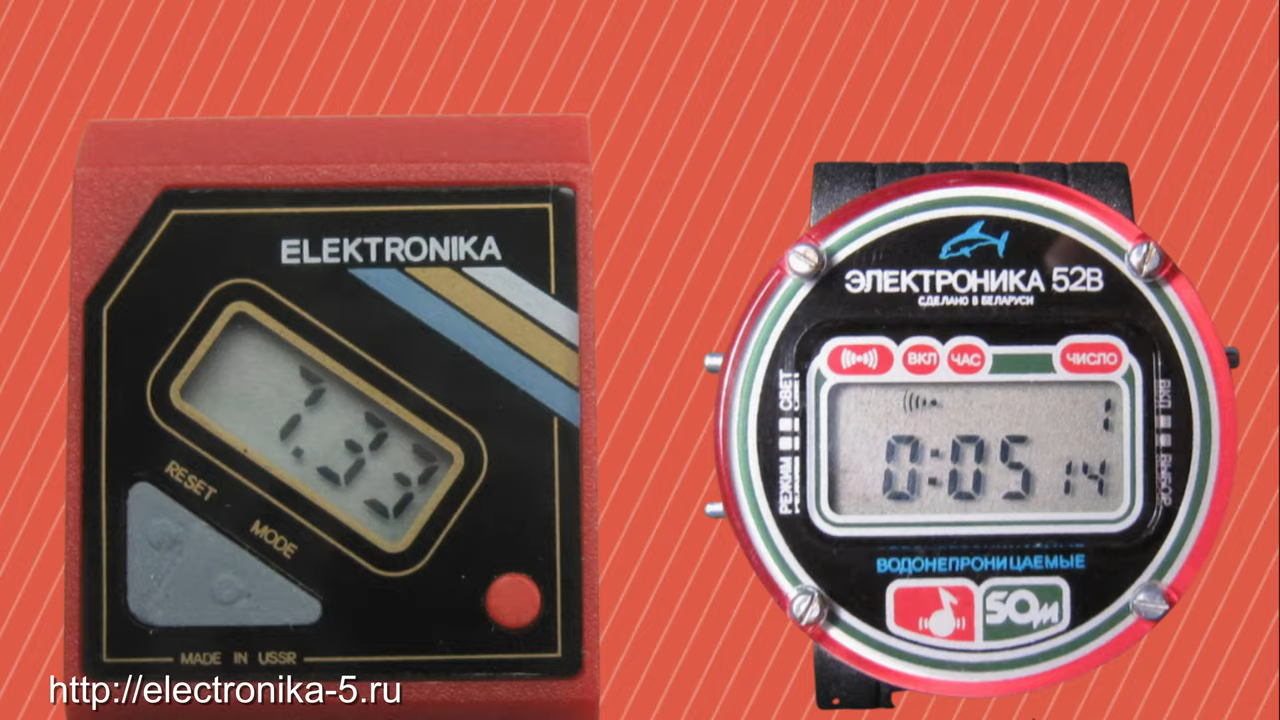 ELEKTRONIKA
7.33
RESET
MODE
MADE IN USSR
http://electronika-5.ru
ЭЛЕКТРОНИКА 52В
СДЕЛАНО В БЕЛАРУСИ
ВКЛ ЧАС ЧИСЛО
РЕЖИМ СВЕТ
1
0:05 14
ВКЛ
ВЫБОР
ВОДОНЕПРОНИЦАЕМЫЕ
50м